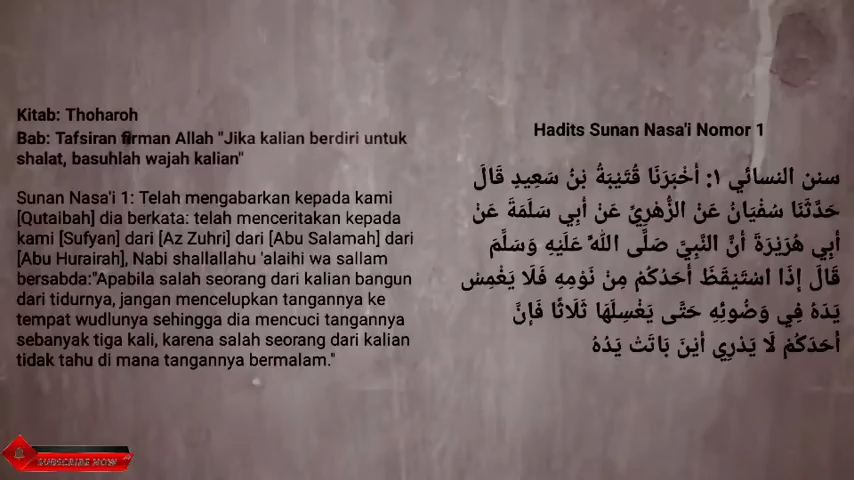 Kitab: Thoharoh
Bab: Tafsiran firman Allah "Jika kalian berdiri untuk
shalat, basuhlah wajah kalian"
Sunan Nasa'i 1: Telah mengabarkan kepada kami
[Qutaibah] dia berkata: telah menceritakan kepada
kami [Sufyan] dari [Az Zuhri] dari [Abu Salamah] dari
[Abu Hurairah], Nabi shallallahu 'alaihi wa sallam
bersabda:"Apabila salah seorang dari kalian bangun
dari tidurnya, jangan mencelupkan tangannya ke
tempat wudlunya sehingga dia mencuci tangannya
sebanyak tiga kali, karena salah seorang dari kalian
tidak tahu di mana tangannya bermalam."
Hadits Sunan Nasa'i Nomor 1
سنن النسائي ١: أَخْبَرَنَا قُتَيْبَةُ بْنُ سَعِيدٍ قَالَ
حَدَّثَنَا سُفْيَانُ عَنْ الزُّهْرِيِّ عَنْ أَبِي سَلَمَةَ عَنْ
أَبِي هُرَيْرَةَ أَنَّ النَّبِيَّ صَلَّى اللَّهُ عَلَيْهِ وَسَلَّمَ
قَالَ إِذَا اسْتَيْقَظَ أَحَدُكُمْ مِنْ نَوْمِهِ فَلَا يَغْمِسْ
يَدَهُ فِي وَضُوئِهِ حَتَّى يَغْسِلَهَا ثَلَاثًا فَإِنَّ
أَحَدَكُمْ لَا يَدْرِي أَيْنَ بَاتَتْ يَدُهُ
SUBSCRIBE NOW